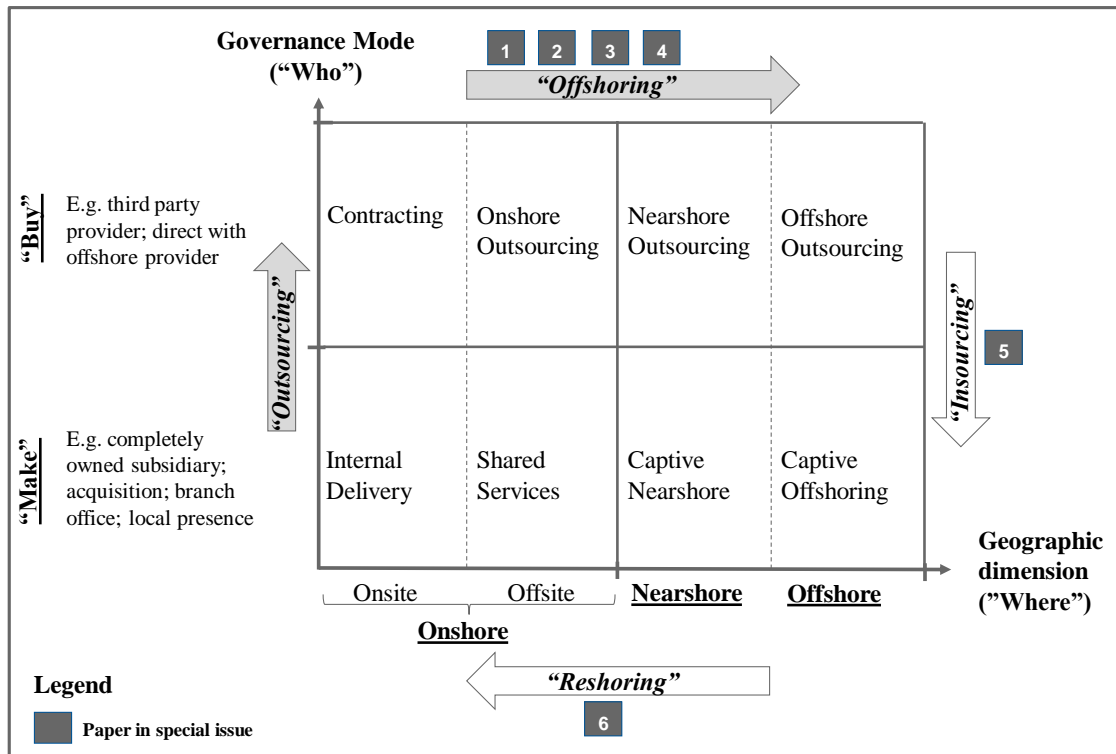 Governance Mode
(“Who”)
1 2 3 4
“Offshoring”
“Buy”
E.g. third party
provider; direct with
offshore provider
Contracting
Onshore
Outsourcing
Nearshore
Outsourcing
Offshore
Outsourcing
“Outsourcing”
“Insourcing”
5
“Make”
E.g. completely
owned subsidiary;
acquisition; branch
office; local presence
Internal
Delivery
Shared
Services
Captive
Nearshore
Captive
Offshoring
Geographic
dimension
(”Where”)
Onsite Offsite Nearshore Offshore
Onshore
“Reshoring”
6
Legend
Paper in special issue